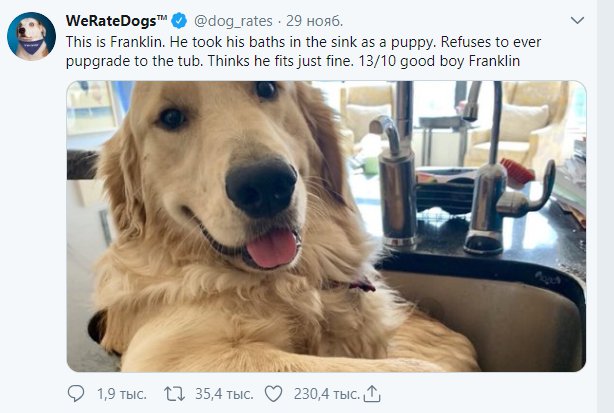 WeRateDogs™ @dog_rates · 29 нояб.
This is Franklin. He took his baths in the sink as a puppy. Refuses to ever
pupgrade to the tub. Thinks he fits just fine. 13/10 good boy Franklin
1,9 тыс. 35,4 тыс. 230,4 тыс.